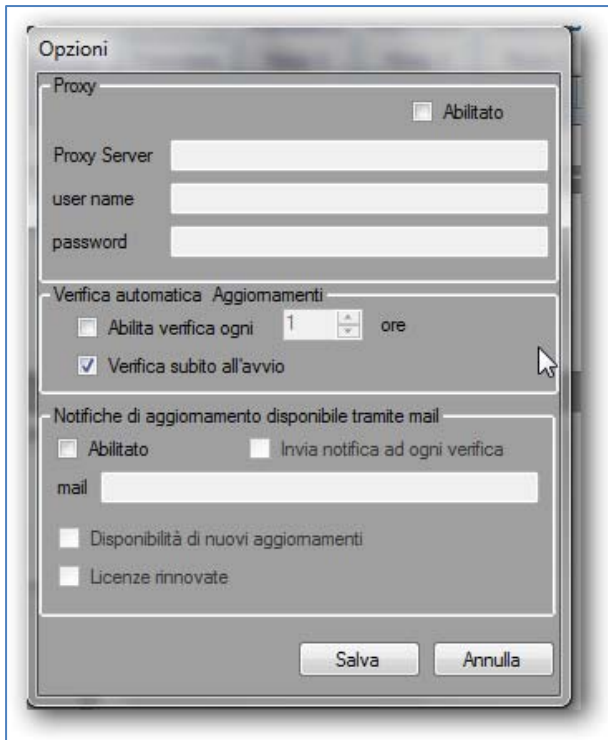 Opzioni
Proxy
Abilitato
Proxy Server
user name
password
Verifica automatica Aggiornamenti
Abilita verifica ogni 1 ore
Verifica subito all'avvio
Notifiche di aggiornamento disponibile tramite mail
Abilitato Invia notifica ad ogni verifica
mail
Disponibilità di nuovi aggiornamenti
Licenze rinnovate
Salva Annulla